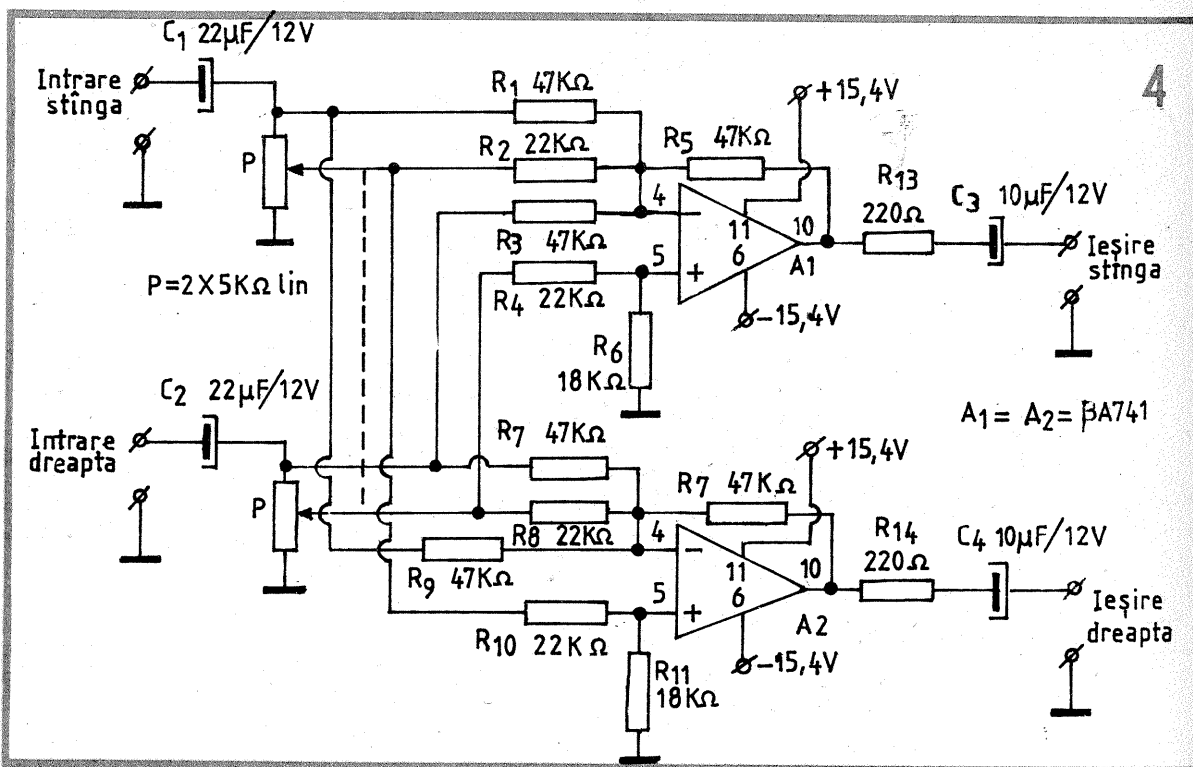 C1 22µF/12V
Intrare
stînga
P
P=2X5KΩ lin
R1 47KΩ
R2 22KΩ
R3 47KΩ
R4 22KΩ
R5 47KΩ
R6
18KΩ
4
5
11
6
10
A1
+15,4V
-15,4V
R13
220Ω
C3 10µF/12V
Ieşire
stînga
4
A1 = A2 = βA741
C2 22µF/12V
Intrare
dreapta
P
R7 47KΩ
R8 22KΩ
R9 47KΩ
R10 22KΩ
R11
18KΩ
R7 47KΩ
4
5
11
6
10
A2
+15,4V
-15,4V
R14
220Ω
C4 10µF/12V
Ieşire
dreapta